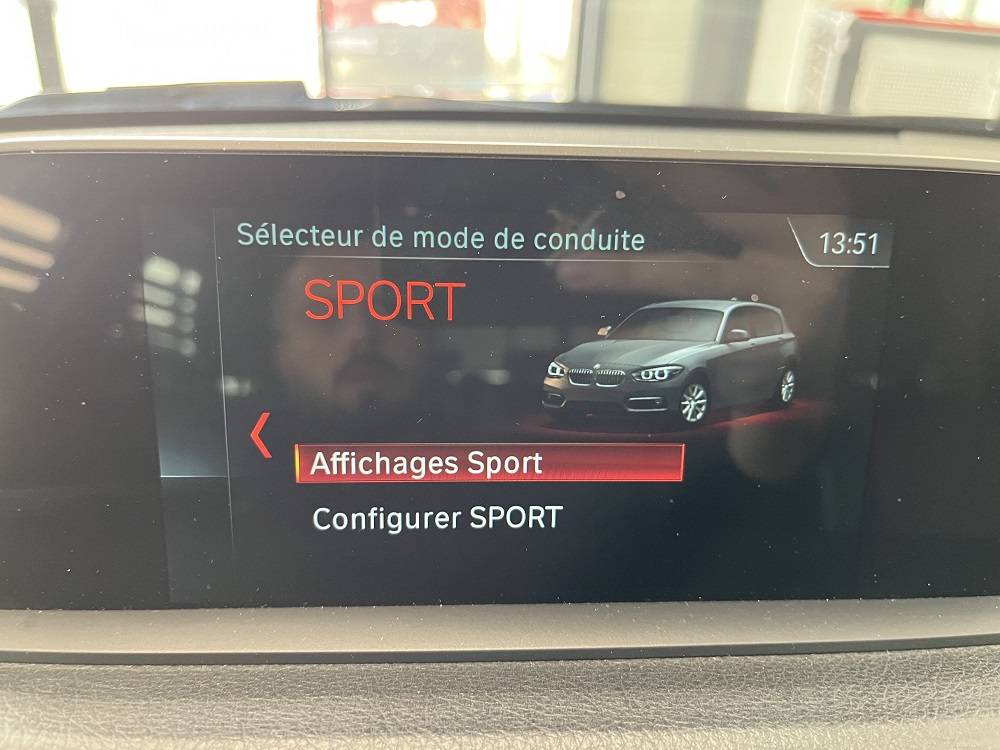 Sélecteur de mode de conduite
13:51
SPORT
Affichages Sport
Configurer SPORT